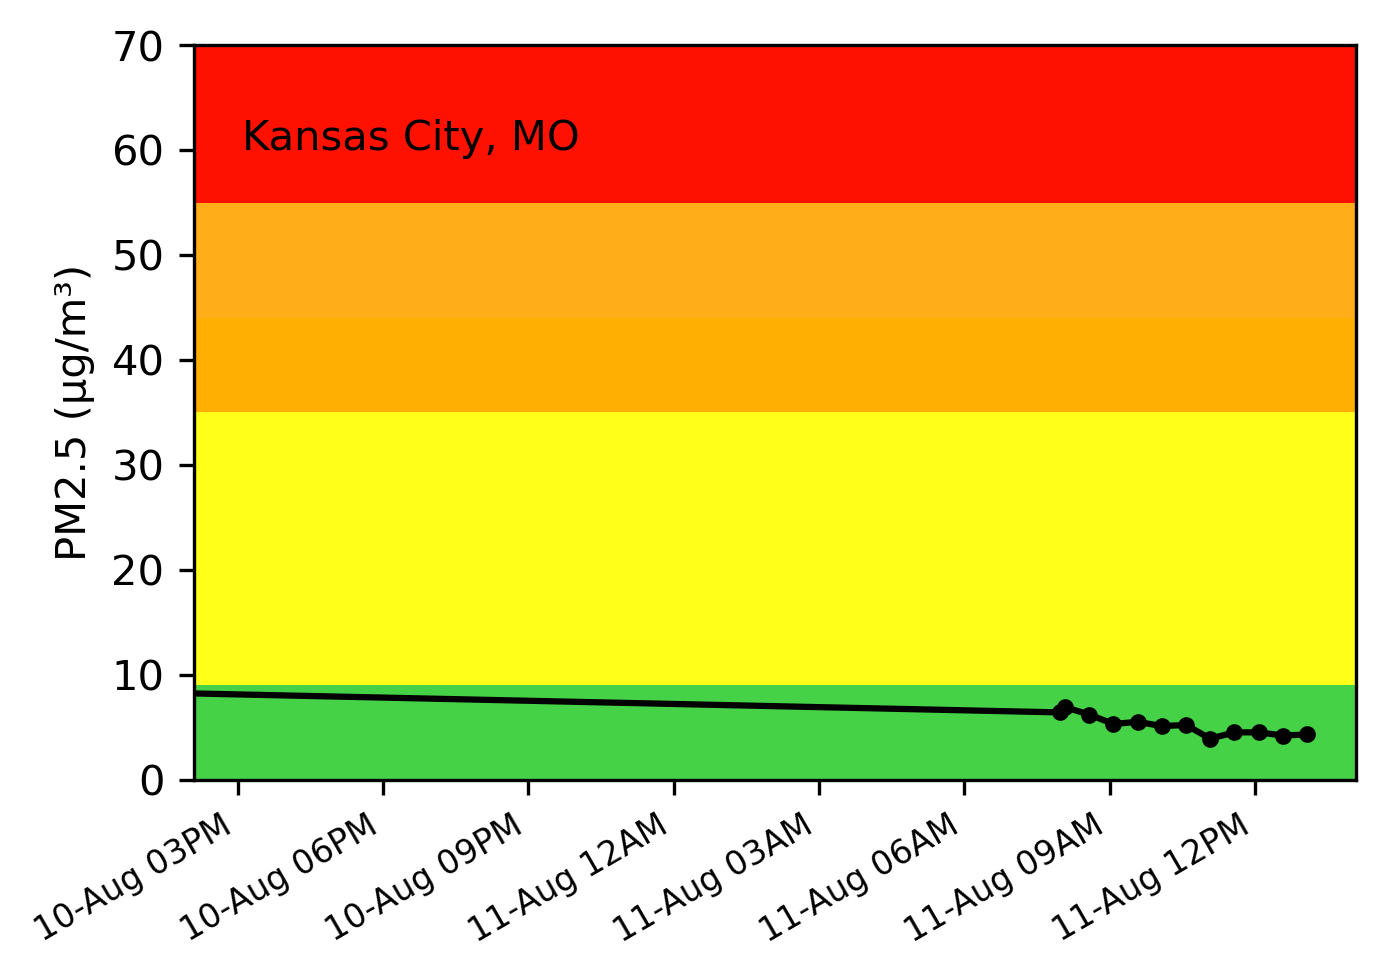 70
Kansas City, MO
60
50
40
30
20
10
0
PM2.5 (μg/m³)
10-Aug 03PM
10-Aug 06PM
10-Aug 09PM
11-Aug 12AM
11-Aug 03AM
11-Aug 06AM
11-Aug 09AM
11-Aug 12PM